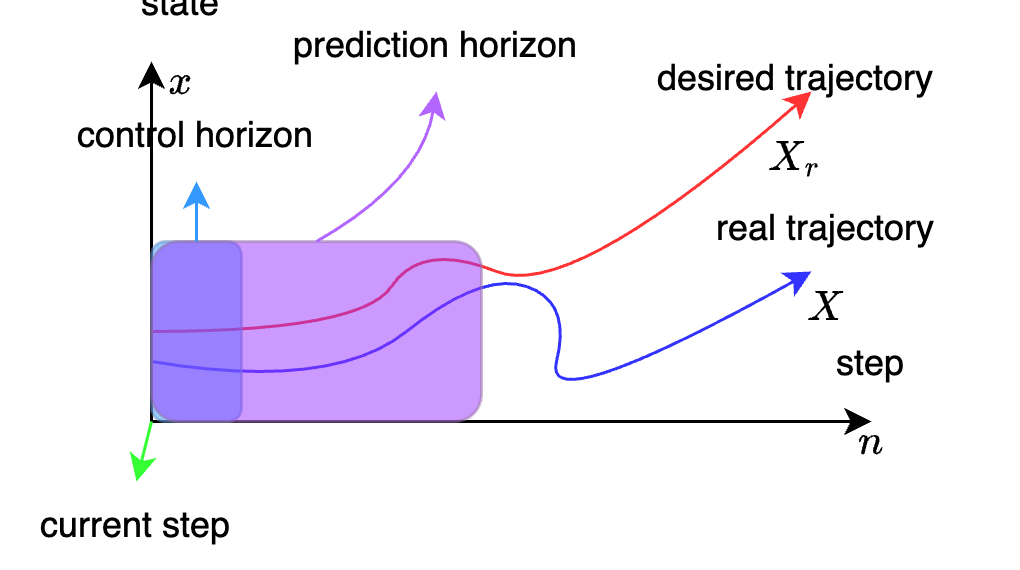 state
prediction horizon
x
desired trajectory
control horizon
X_r
real trajectory
X
step
n
current step